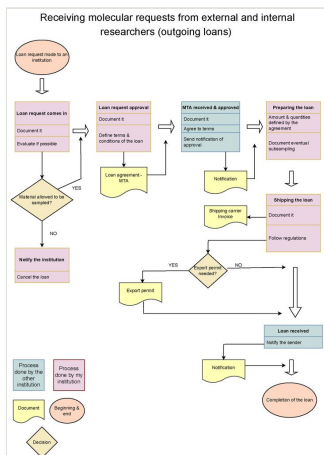 Receiving molecular requests from external and internal
researchers (outgoing loans)
Loan request made to an
institution
Loan request comes in
Document it
Evaluate if possible
Loan request approval
Document it
Define terms &
conditions of the loan
MTA received & approved
Document it
Agree to terms
Send notification of
approval
Preparing the loan
Amount & quantities
defined by the
agreement
Document eventual
subsampling
YES
Loan agreement -
MTA
Notification
Material allowed to be
sampled?
NO
Shipping carrier
Invoice
Shipping the loan
Document it
Follow regulations
Notify the institution
Cancel the loan
YES
Export permit
needed?
NO
Export permit
Loan received
Notify the sender
Notification
Completion of the loan
Process
done by the
other
institution
Process
done by my
institution
Document
Beginning &
end
Decision